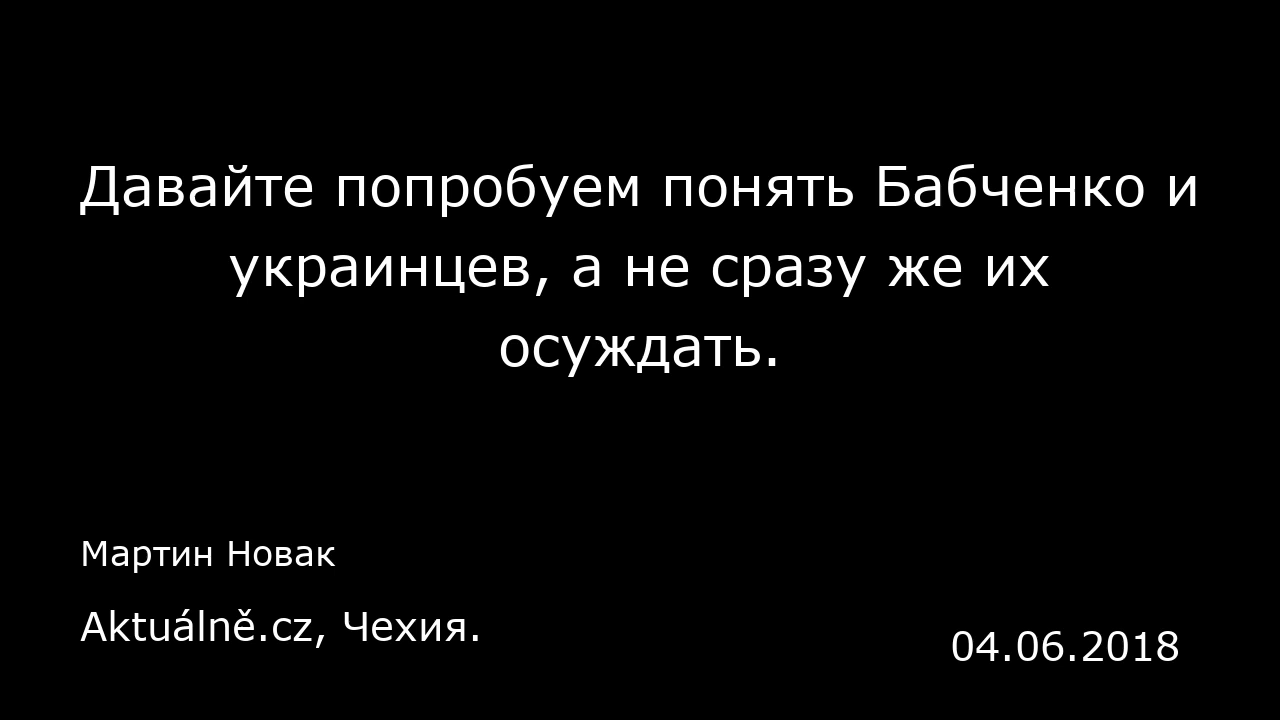 Давайте попробуем понять Бабченко и
украинцев, а не сразу же их
осуждать.
Мартин Новак
Aktuálně.cz, Чехия.
04.06.2018